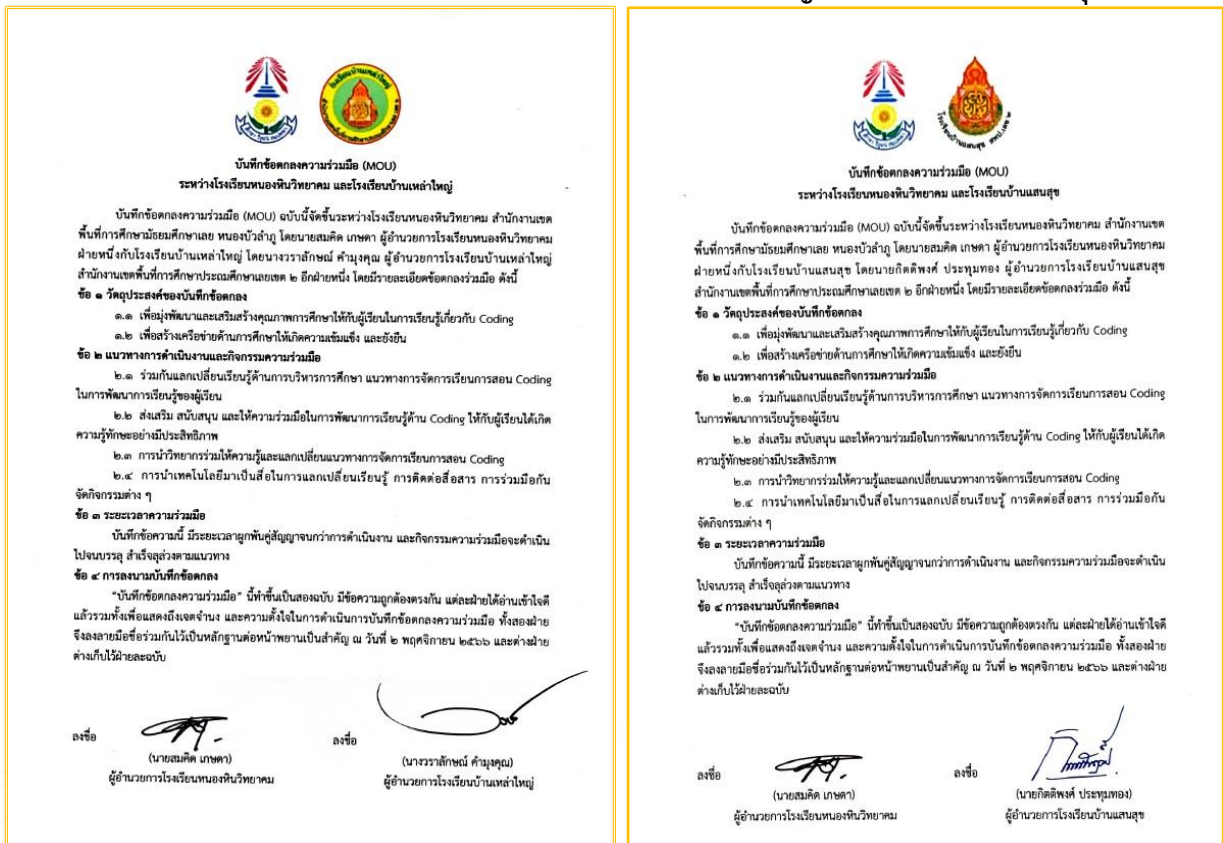 บันทึกข้อตกลงความร่วมมือ (MOU)
ระหว่างโรงเรียนหนองหินวิทยาคม และโรงเรียนบ้านเหล่าใหญ่
บันทึกข้อตกลงความร่วมมือ (MOU) ฉบับนี้จัดขึ้นระหว่างโรงเรียนหนองหินวิทยาคม สำนักงานเขต
พื้นที่การศึกษามัธยมศึกษาเลย หนองบัวลำภู โดยนายสมคิด เกษดา ผู้อำนวยการโรงเรียนหนองหินวิทยาคม
ฝ่ายหนึ่งกับโรงเรียนบ้านเหล่าใหญ่ โดยนางวราลักษณ์ คำมุงคุณ ผู้อำนวยการโรงเรียนบ้านเหล่าใหญ่
สำนักงานเขตพื้นที่การศึกษาประถมศึกษาเลยเขต ๒ อีกฝ่ายหนึ่ง โดยมีรายละเอียดข้อตกลงร่วมมือ ดังนี้
ข้อ ๑ วัตถุประสงค์ของบันทึกข้อตกลง
๑.๑ เพื่อมุ่งพัฒนาและเสริมสร้างคุณภาพการศึกษาให้กับผู้เรียนในการเรียนรู้เกี่ยวกับ Coding
๑.๒ เพื่อสร้างเครือข่ายด้านการศึกษาให้เกิดความเข้มแข็ง และยั่งยืน
ข้อ ๒ แนวทางการดำเนินงานและกิจกรรมความร่วมมือ
๒.๑ ร่วมกันแลกเปลี่ยนเรียนรู้ด้านการบริหารการศึกษา แนวทางการจัดการเรียนการสอน Coding
ในการพัฒนาการเรียนรู้ของผู้เรียน
๒.๒ ส่งเสริม สนับสนุน และให้ความร่วมมือในการพัฒนาการเรียนรู้ด้าน Coding ให้กับผู้เรียนได้เกิด
ความรู้ทักษะอย่างมีประสิทธิภาพ
๒.๓ การนำวิทยากรร่วมให้ความรู้และแลกเปลี่ยนแนวทางการจัดการเรียนการสอน Coding
๒.๔ การนำเทคโนโลยีมาเป็นสื่อในการแลกเปลี่ยนเรียนรู้ การติดต่อสื่อสาร การร่วมมือกัน
จัดกิจกรรมต่าง ๆ
ข้อ ๓ ระยะเวลาความร่วมมือ
บันทึกข้อความนี้ มีระยะเวลาผูกพันคู่สัญญาจนกว่าการดำเนินงาน และกิจกรรมความร่วมมือจะดำเนิน
ไปจนบรรลุ สำเร็จลุล่วงตามแนวทาง
ข้อ ๔ การลงนามบันทึกข้อตกลง
“บันทึกข้อตกลงความร่วมมือ” นี้ทำขึ้นเป็นสองฉบับ มีข้อความถูกต้องตรงกัน แต่ละฝ่ายได้อ่านเข้าใจดี
แล้วรวมทั้งเพื่อแสดงถึงเจตจำนง และความตั้งใจในการดำเนินการบันทึกข้อตกลงความร่วมมือ ทั้งสองฝ่าย
จึงลงลายมือชื่อร่วมกันไว้เป็นหลักฐานต่อหน้าพยานเป็นสำคัญ ณ วันที่ ๒ พฤศจิกายน ๒๕๖๖ และต่างฝ่าย
ต่างเก็บไว้ฝ่ายละฉบับ
ลงชื่อ ลงชื่อ
(นายสมคิด เกษดา) (นางวราลักษณ์ คำมุงคุณ)
ผู้อำนวยการโรงเรียนหนองหินวิทยาคม ผู้อำนวยการโรงเรียนบ้านเหล่าใหญ่
บันทึกข้อตกลงความร่วมมือ (MOU)
ระหว่างโรงเรียนหนองหินวิทยาคม และโรงเรียนบ้านแสนสุข
บันทึกข้อตกลงความร่วมมือ (MOU) ฉบับนี้จัดขึ้นระหว่างโรงเรียนหนองหินวิทยาคม สำนักงานเขต
พื้นที่การศึกษามัธยมศึกษาเลย หนองบัวลำภู โดยนายสมคิด เกษดา ผู้อำนวยการโรงเรียนหนองหินวิทยาคม
ฝ่ายหนึ่งกับโรงเรียนบ้านแสนสุข โดยนายกิตติพงศ์ ประทุมทอง ผู้อำนวยการโรงเรียนบ้านแสนสุข
สำนักงานเขตพื้นที่การศึกษาประถมศึกษาเลยเขต ๒ อีกฝ่ายหนึ่ง โดยมีรายละเอียดข้อตกลงร่วมมือ ดังนี้
ข้อ ๑ วัตถุประสงค์ของบันทึกข้อตกลง
๑.๑ เพื่อมุ่งพัฒนาและเสริมสร้างคุณภาพการศึกษาให้กับผู้เรียนในการเรียนรู้เกี่ยวกับ Coding
๑.๒ เพื่อสร้างเครือข่ายด้านการศึกษาให้เกิดความเข้มแข็ง และยั่งยืน
ข้อ ๒ แนวทางการดำเนินงานและกิจกรรมความร่วมมือ
๒.๑ ร่วมกันแลกเปลี่ยนเรียนรู้ด้านการบริหารการศึกษา แนวทางการจัดการเรียนการสอน Coding
ในการพัฒนาการเรียนรู้ของผู้เรียน
๒.๒ ส่งเสริม สนับสนุน และให้ความร่วมมือในการพัฒนาการเรียนรู้ด้าน Coding ให้กับผู้เรียนได้เกิด
ความรู้ทักษะอย่างมีประสิทธิภาพ
๒.๓ การนำวิทยากรร่วมให้ความรู้และแลกเปลี่ยนแนวทางการจัดการเรียนการสอน Coding
๒.๔ การนำเทคโนโลยีมาเป็นสื่อในการแลกเปลี่ยนเรียนรู้ การติดต่อสื่อสาร การร่วมมือกัน
จัดกิจกรรมต่าง ๆ
ข้อ ๓ ระยะเวลาความร่วมมือ
บันทึกข้อความนี้ มีระยะเวลาผูกพันคู่สัญญาจนกว่าการดำเนินงาน และกิจกรรมความร่วมมือจะดำเนิน
ไปจนบรรลุ สำเร็จลุล่วงตามแนวทาง
ข้อ ๔ การลงนามบันทึกข้อตกลง
“บันทึกข้อตกลงความร่วมมือ” นี้ทำขึ้นเป็นสองฉบับ มีข้อความถูกต้องตรงกัน แต่ละฝ่ายได้อ่านเข้าใจดี
แล้วรวมทั้งเพื่อแสดงถึงเจตจำนง และความตั้งใจในการดำเนินการบันทึกข้อตกลงความร่วมมือ ทั้งสองฝ่าย
จึงลงลายมือชื่อร่วมกันไว้เป็นหลักฐานต่อหน้าพยานเป็นสำคัญ ณ วันที่ ๒ พฤศจิกายน ๒๕๖๖ และต่างฝ่าย
ต่างเก็บไว้ฝ่ายละฉบับ
ลงชื่อ ลงชื่อ
(นายสมคิด เกษดา) (นายกิตติพงศ์ ประทุมทอง)
ผู้อำนวยการโรงเรียนหนองหินวิทยาคม ผู้อำนวยการโรงเรียนบ้านแสนสุข